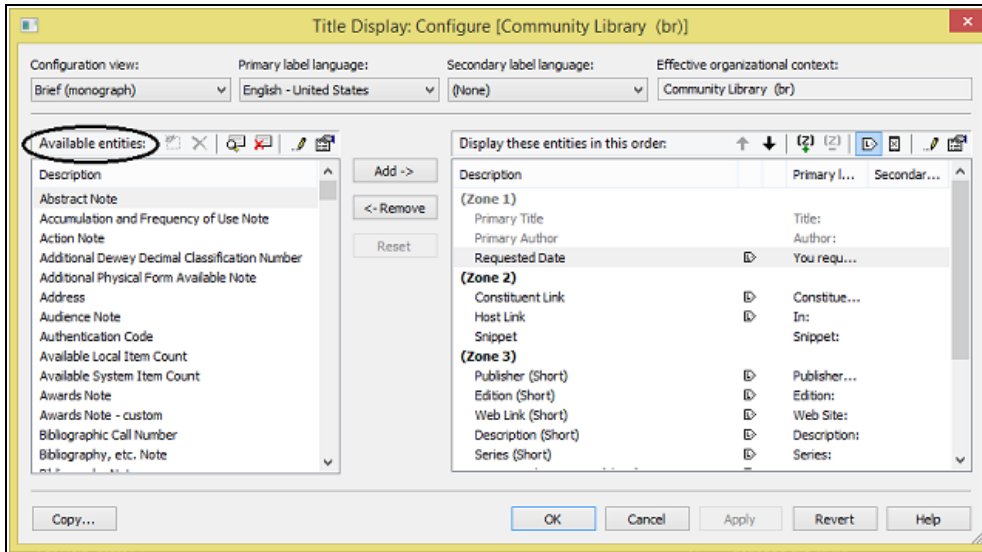 Title Display: Configure [Community Library (br)]
Configuration view:
Primary label language:
Secondary label language:
Effective organizational context:
Brief (monograph)
English - United States
(None)
Community Library (br)
Available entities:
Description
Abstract Note
Accumulation and Frequency of Use Note
Action Note
Additional Dewey Decimal Classification Number
Additional Physical Form Available Note
Address
Audience Note
Authentication Code
Available Local Item Count
Available System Item Count
Awards Note
Awards Note - custom
Bibliographic Call Number
Bibliography, etc. Note
Add ->
<- Remove
Reset
Display these entities in this order:
Description Primary l... Secondar...
(Zone 1)
Primary Title Title:
Primary Author Author:
Requested Date You requ...
(Zone 2)
Constituent Link Constitue...
Host Link In:
Snippet Snippet:
(Zone 3)
Publisher (Short) Publisher...
Edition (Short) Edition:
Web Link (Short) Web Site:
Description (Short) Description:
Series (Short) Series:
Copy...
OK
Cancel
Apply
Revert
Help